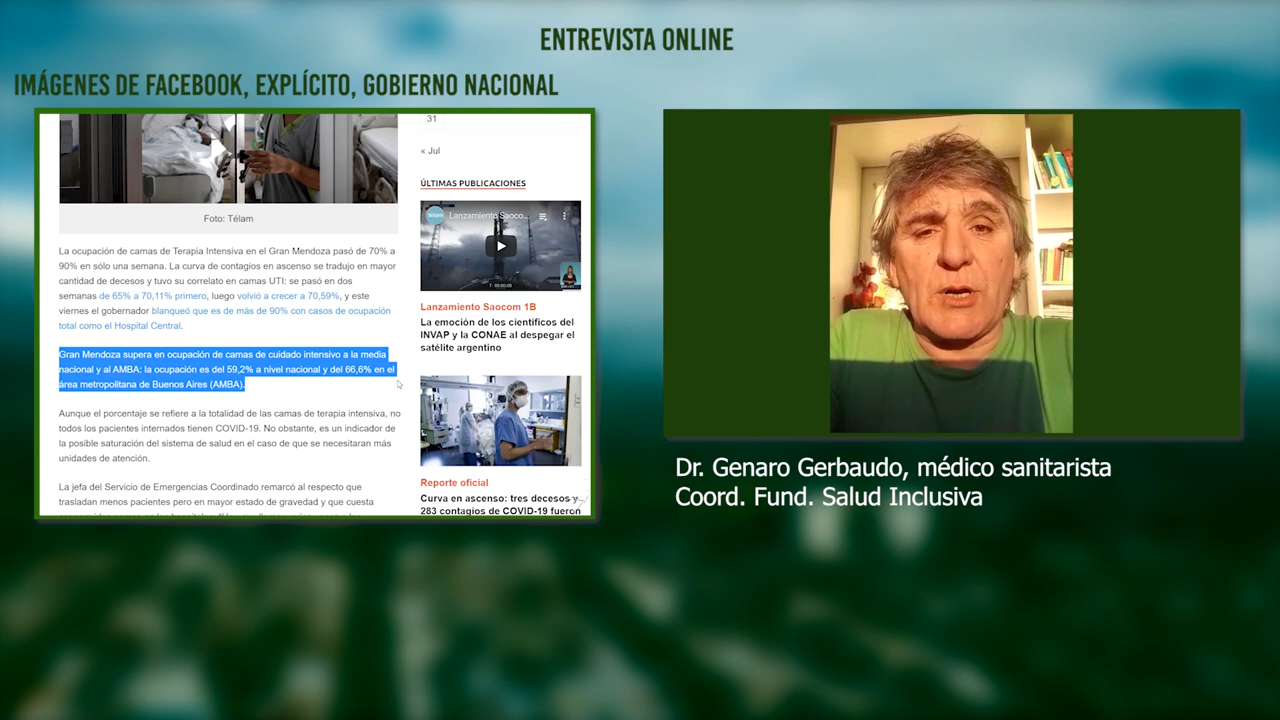 ENTREVISTA ONLINE
IMÁGENES DE FACEBOOK, EXPLÍCITO, GOBIERNO NACIONAL
Foto: Télam
La ocupación de camas de Terapia Intensiva en el Gran Mendoza pasó de 70% a
90% en sólo una semana. La curva de contagios en ascenso se tradujo en mayor
cantidad de decesos y tuvo su correlato en camas UTI: se pasó en dos
semanas de 65% a 70,11% primero, luego volvió a crecer a 70,59%, y este
viernes el gobernador blanqueó que es de más de 90% con casos de ocupación
total como el Hospital Central.
Gran Mendoza supera en ocupación de camas de cuidado intensivo a la media
nacional y al AMBA: la ocupación es del 59,2% a nivel nacional y del 66,6% en el
área metropolitana de Buenos Aires (AMBA).
Aunque el porcentaje se refiere a la totalidad de las camas de terapia intensiva, no
todos los pacientes internados tienen COVID-19. No obstante, es un indicador de
la posible saturación del sistema de salud en el caso de que se necesitaran más
unidades de atención.
La jefa del Servicio de Emergencias Coordinado remarcó al respecto que
trasladan menos pacientes pero en mayor estado de gravedad y que cuesta
31
« Jul
ÚLTIMAS PUBLICACIONES
télam
Lanzamiento Saoco...
Lanzamiento Saocom 1B
La emoción de los científicos del
INVAP y la CONAE al despegar el
satélite argentino
Reporte oficial
Curva en ascenso: tres decesos y
283 contagios de COVID-19 fueron
Dr. Genaro Gerbaudo, médico sanitarista
Coord. Fund. Salud Inclusiva